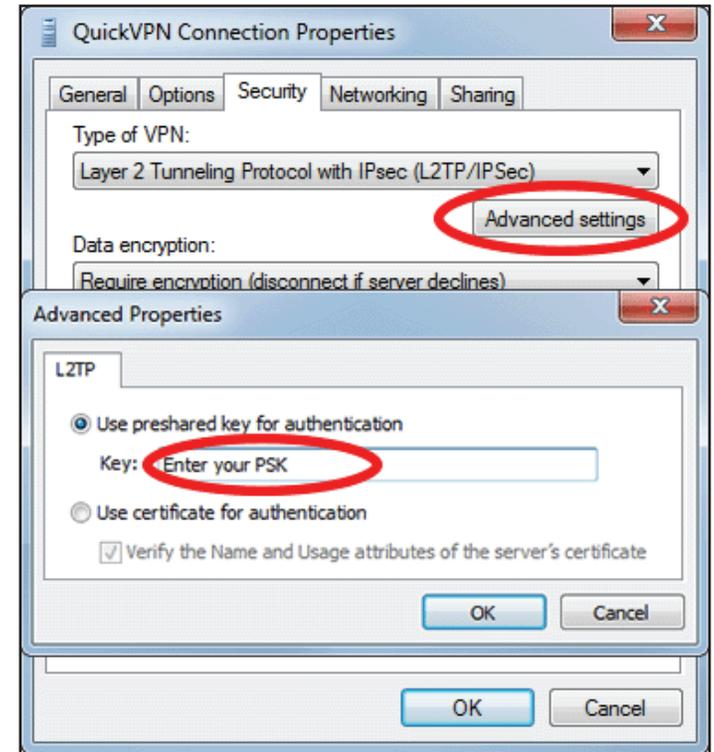 QuickVPN Connection Properties
General Options Security Networking Sharing
Type of VPN:
Layer 2 Tunneling Protocol with IPsec (L2TP/IPSec)
Advanced settings
Data encryption:
Require encryption (disconnect if server declines)
Advanced Properties
L2TP
Use preshared key for authentication
Key: Enter your PSK
Use certificate for authentication
Verify the Name and Usage attributes of the server's certificate
OK Cancel
OK Cancel